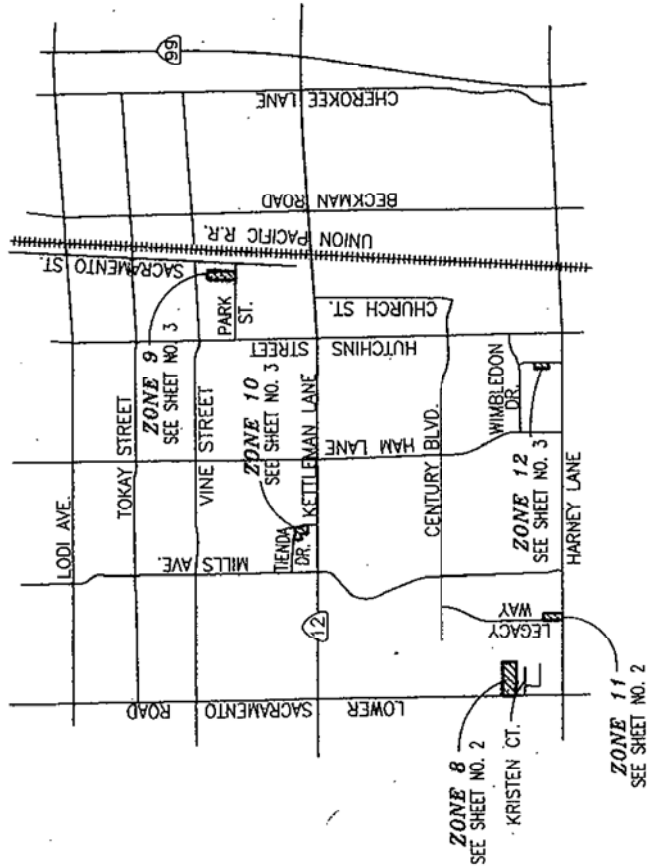 99
CHEROKEE LANE
BECKMAN ROAD
UNION PACIFIC R.R.
SACRAMENTO ST.
PARK
ST.
CHURCH ST.
HUTCHINS
STREET
ZONE 9
SEE SHEET NO. 3
ZONE 10
SEE SHEET NO. 3
LODI AVE.
TOKAY STREET
VINE STREET
KETTLEMAN LANE
HAM LANE
CENTURY BLVD.
WIMBLEDON
DR.
ZONE 12
SEE SHEET NO. 3
HARNEY LANE
TIENDA
DR.
MILLS AVE.
12
LEGACY
WAY
LOWER
SACRAMENTO
ROAD
ZONE 8
SEE SHEET NO. 2
KRISTEN CT.
ZONE 11
SEE SHEET NO. 2